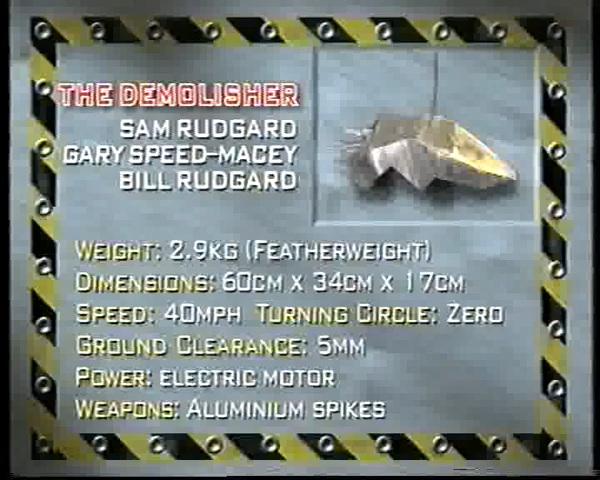 THE DEMOLISHER
SAM RUDGARD
GARY SPEED-MACEY
BILL RUDGARD
WEIGHT: 2.9KG (FEATHERWEIGHT)
DIMENSIONS: 60CM X 34CM X 17CM
SPEED: 40MPH TURNING CIRCLE: ZERO
GROUND CLEARANCE: 5MM
POWER: ELECTRIC MOTOR
WEAPONS: ALUMINIUM SPIKES